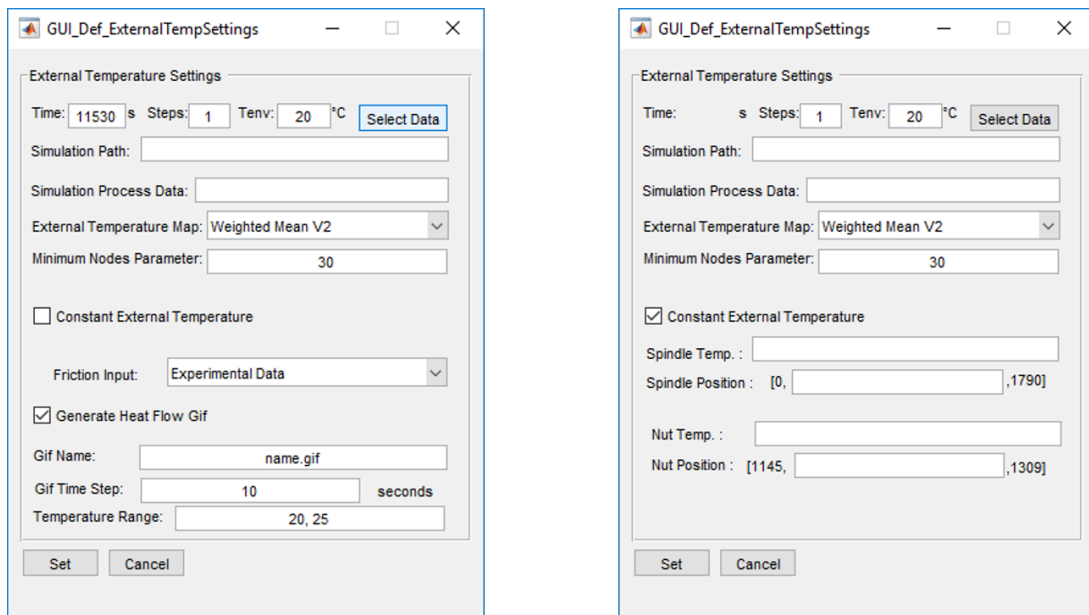 GUI_Def_ExternalTempSettings
External Temperature Settings
Time: 11530 s Steps: 1 Tenv: 20 °C Select Data
Simulation Path:
Simulation Process Data:
External Temperature Map: Weighted Mean V2
Minimum Nodes Parameter: 30
Constant External Temperature
Friction Input: Experimental Data
Generate Heat Flow Gif
Gif Name: name.gif
Gif Time Step: 10 seconds
Temperature Range: 20, 25
Set Cancel
GUI_Def_ExternalTempSettings
External Temperature Settings
Time: s Steps: 1 Tenv: 20 °C Select Data
Simulation Path:
Simulation Process Data:
External Temperature Map: Weighted Mean V2
Minimum Nodes Parameter: 30
Constant External Temperature
Spindle Temp. :
Spindle Position : [0, ,1790]
Nut Temp. :
Nut Position : [1145, ,1309]
Set Cancel